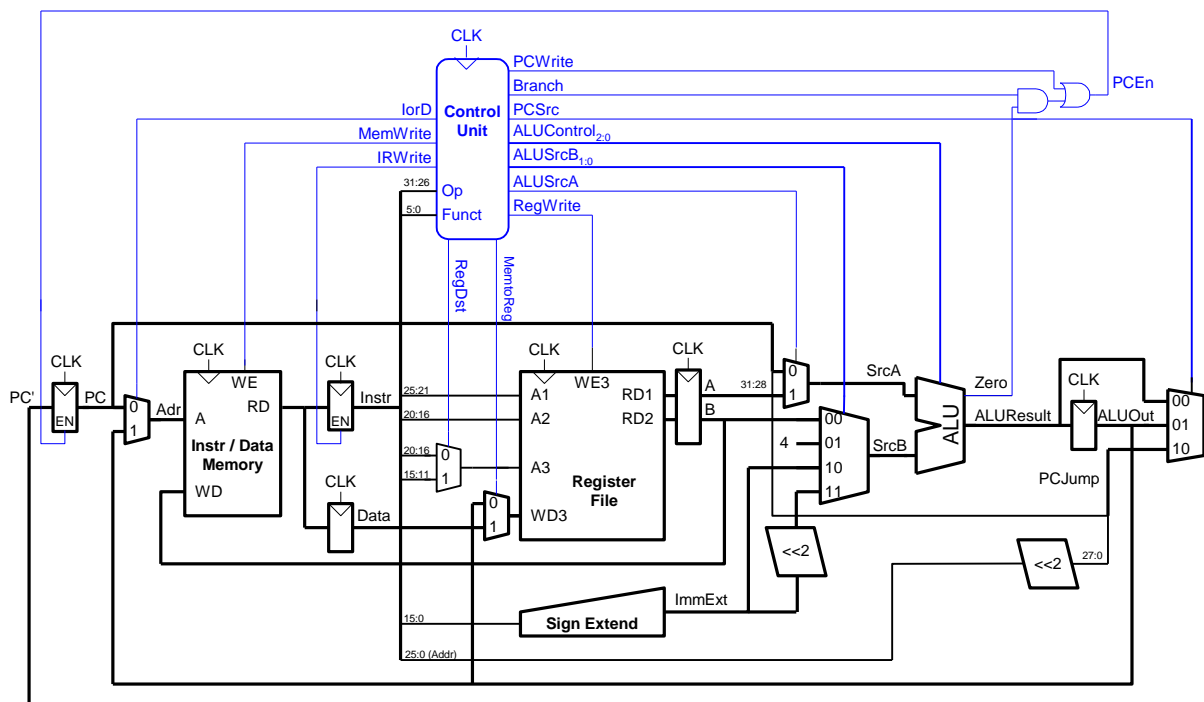 CLK
PCWrite
Branch
PCEn
IorD
Control
Unit
PCSrc
MemWrite
ALUControl2:0
IRWrite
ALUSrcB1:0
31:26
Op
ALUSrcA
5:0
Funct
RegWrite
RegDst
MemtoReg
CLK
CLK
CLK
CLK
CLK
WE
WE3
0
SrcA
Zero
CLK
PC'
PC
EN
0
1
Adr
A
RD
EN
Instr
25:21
A1
RD1
A
31:28
1
00
20:16
A2
RD2
B
00
ALU
ALUResult
ALUOut
01
4
01
10
Instr / Data
Memory
20:16
0
A3
10
SrcB
15:11
1
Register
File
11
PCJump
WD
CLK
0
1
WD3
Data
<<2
<<2
27:0
ImmExt
15:0
Sign Extend
25:0 (Addr)